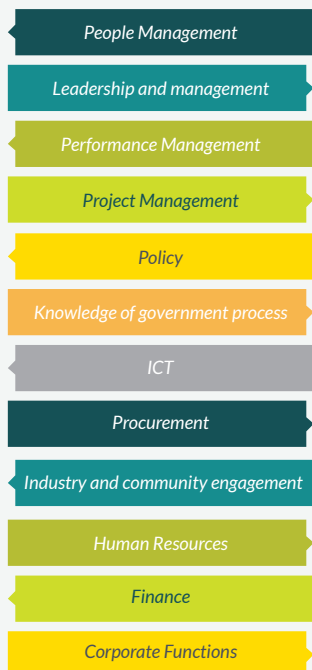 People Management
Leadership and management
Performance Management
Project Management
Policy
Knowledge of government process
ICT
Procurement
Industry and community engagement
Human Resources
Finance
Corporate Functions